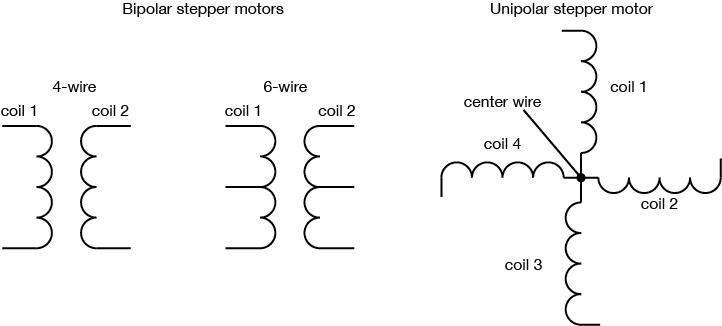 Bipolar stepper motors
4-wire
coil 1 coil 2
6-wire
coil 1 coil 2
Unipolar stepper motor
coil 1
center wire
coil 4
coil 2
coil 3